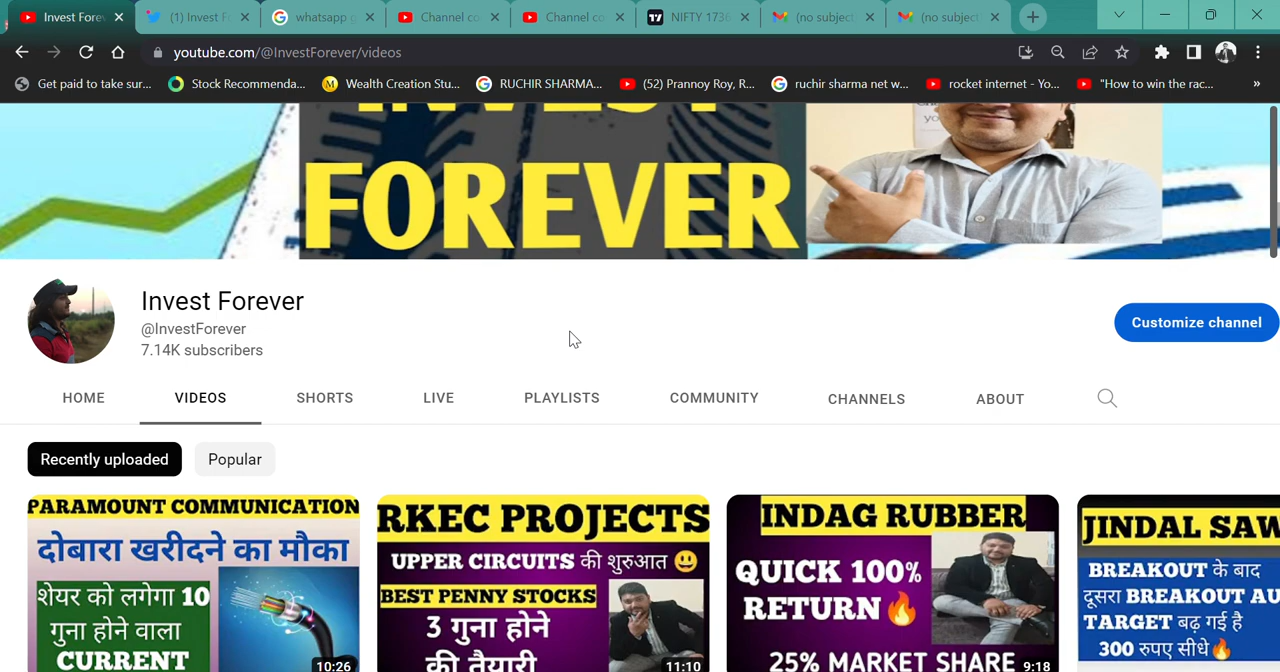 Invest Forev
(1) Invest F
whatsapp g
Channel co
Channel co
NIFTY 1736
(no subject
(no subject
youtube.com/@InvestForever/videos
Get paid to take sur...
Stock Recommenda...
Wealth Creation Stu...
RUCHIR SHARMA...
(52) Prannoy Roy, R...
ruchir sharma net w...
rocket internet - Yo...
"How to win the rac...
»
INVEST
FOREVER
Invest Forever
@InvestForever
7.14K subscribers
Customize channel
HOME
VIDEOS
SHORTS
LIVE
PLAYLISTS
COMMUNITY
CHANNELS
ABOUT
Recently uploaded
Popular
PARAMOUNT COMMUNICATION
दोबारा खरीदने का मौका
शेयर को लगेगा 10
गुना होने वाला
CURRENT
10:26
RKEC PROJECTS
UPPER CIRCUITS की शुरुआत 😃
BEST PENNY STOCKS
3 गुना होने
की तैयारी
11:10
INDAG RUBBER
QUICK 100%
RETURN🔥
25% MARKET SHARE
9:18
JINDAL SAW
BREAKOUT के बाद
दूसरा BREAKOUT AU
TARGET बढ़ गई है
300 रुपए सीधे🔥